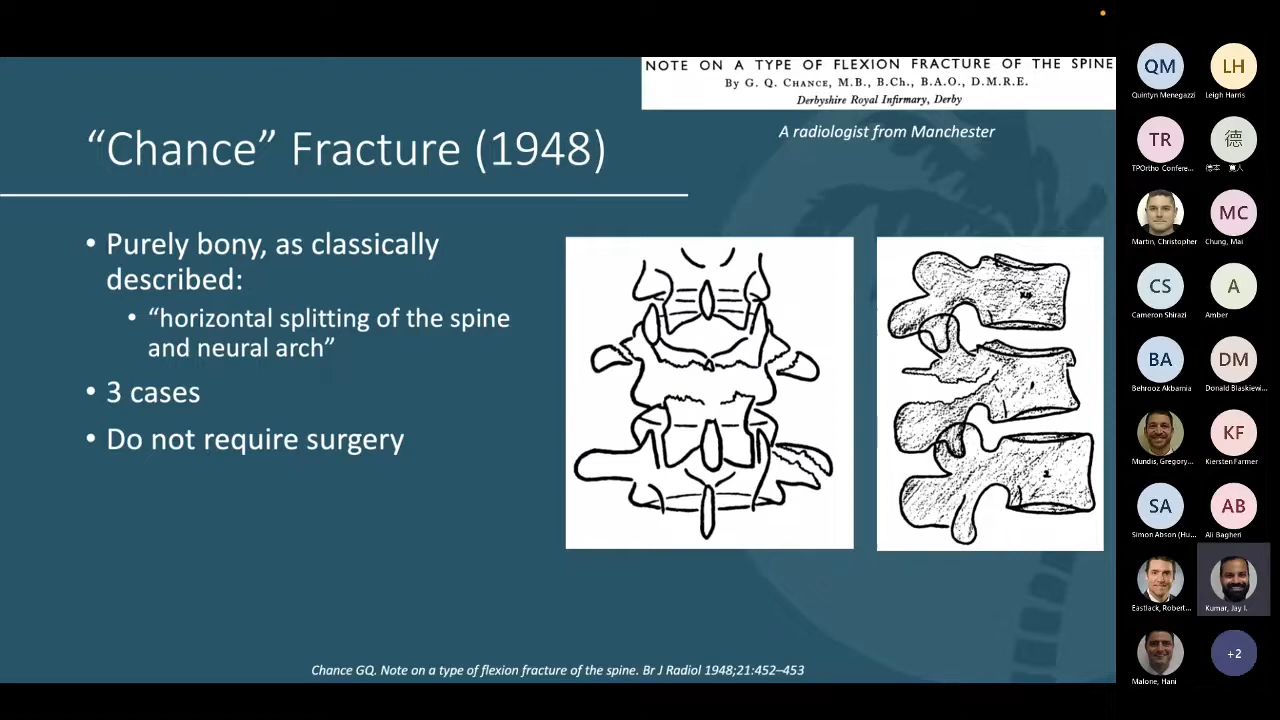 NOTE ON A TYPE OF FLEXION FRACTURE OF THE SPINE
By G. Q. CHANCE, M.B., B.Ch., B.A.O., D.M.R.E.
Derbyshire Royal Infirmary, Derby
A radiologist from Manchester
“Chance” Fracture (1948)
• Purely bony, as classically
described:
• “horizontal splitting of the spine
and neural arch”
• 3 cases
• Do not require surgery
Chance GQ. Note on a type of flexion fracture of the spine. Br J Radiol 1948;21:452–453
QM
Quintyn Menegazzi
LH
Leigh Harris
TR
TPOrtho Confere...
德
德本 真人
Martin, Christopher
MC
Chung, Mai
CS
Cameron Shirazi
A
Amber
BA
Behrooz Akbarnia
DM
Donald Blaskiewi...
Mundis, Gregory...
KF
Kiersten Farmer
SA
Simon Abson (Hu...
AB
Ali Bagheri
Eastlack, Robert...
Kumar, Jay I.
Malone, Hani
+2